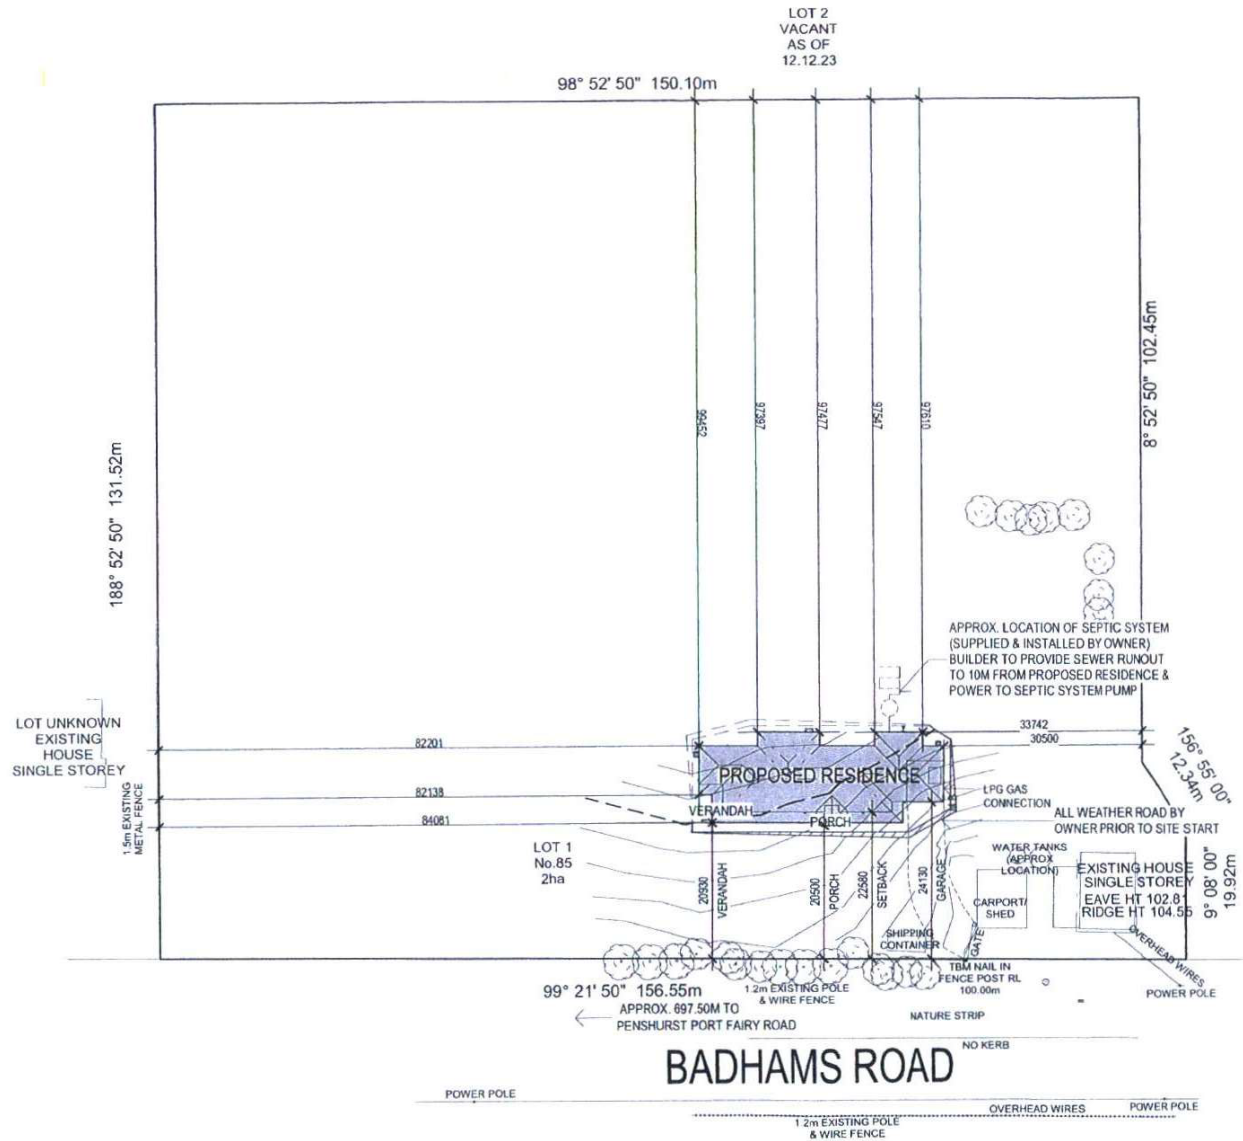 LOT 2
VACANT
AS OF
12.12.23
98° 52' 50" 150.10m
99452
97397
97477
97547
97610
8° 52' 50" 102.45m
188° 52' 50" 131.52m
APPROX. LOCATION OF SEPTIC SYSTEM
(SUPPLIED & INSTALLED BY OWNER)
BUILDER TO PROVIDE SEWER RUNOUT
TO 10M FROM PROPOSED RESIDENCE &
POWER TO SEPTIC SYSTEM PUMP
LOT UNKNOWN
EXISTING
HOUSE
SINGLE STOREY
82201
33742
30500
156° 55' 00"
12.34m
PROPOSED RESIDENCE
82138
84081
VERANDAH
PORCH
LPG GAS
CONNECTION
1.5m EXISTING
METAL FENCE
ALL WEATHER ROAD BY
OWNER PRIOR TO SITE START
LOT 1
No.85
2ha
20930
VERANDAH
20500
PORCH
22580
SETBACK
24130
GARAGE
WATER TANKS
(APPROX
LOCATION)
CARPORT/
SHED
EXISTING HOUSE
SINGLE STOREY
EAVE HT 102.81
RIDGE HT 104.55
9° 08' 00"
19.92m
SHIPPING
CONTAINER
GATE
OVERHEAD WIRES
TBM NAIL IN
FENCE POST RL
100.00m
POWER POLE
99° 21' 50" 156.55m
1.2m EXISTING POLE
& WIRE FENCE
APPROX. 697.50M TO
PENSHURST PORT FAIRY ROAD
NATURE STRIP
NO KERB
BADHAMS ROAD
POWER POLE
OVERHEAD WIRES
POWER POLE
1.2m EXISTING POLE
& WIRE FENCE